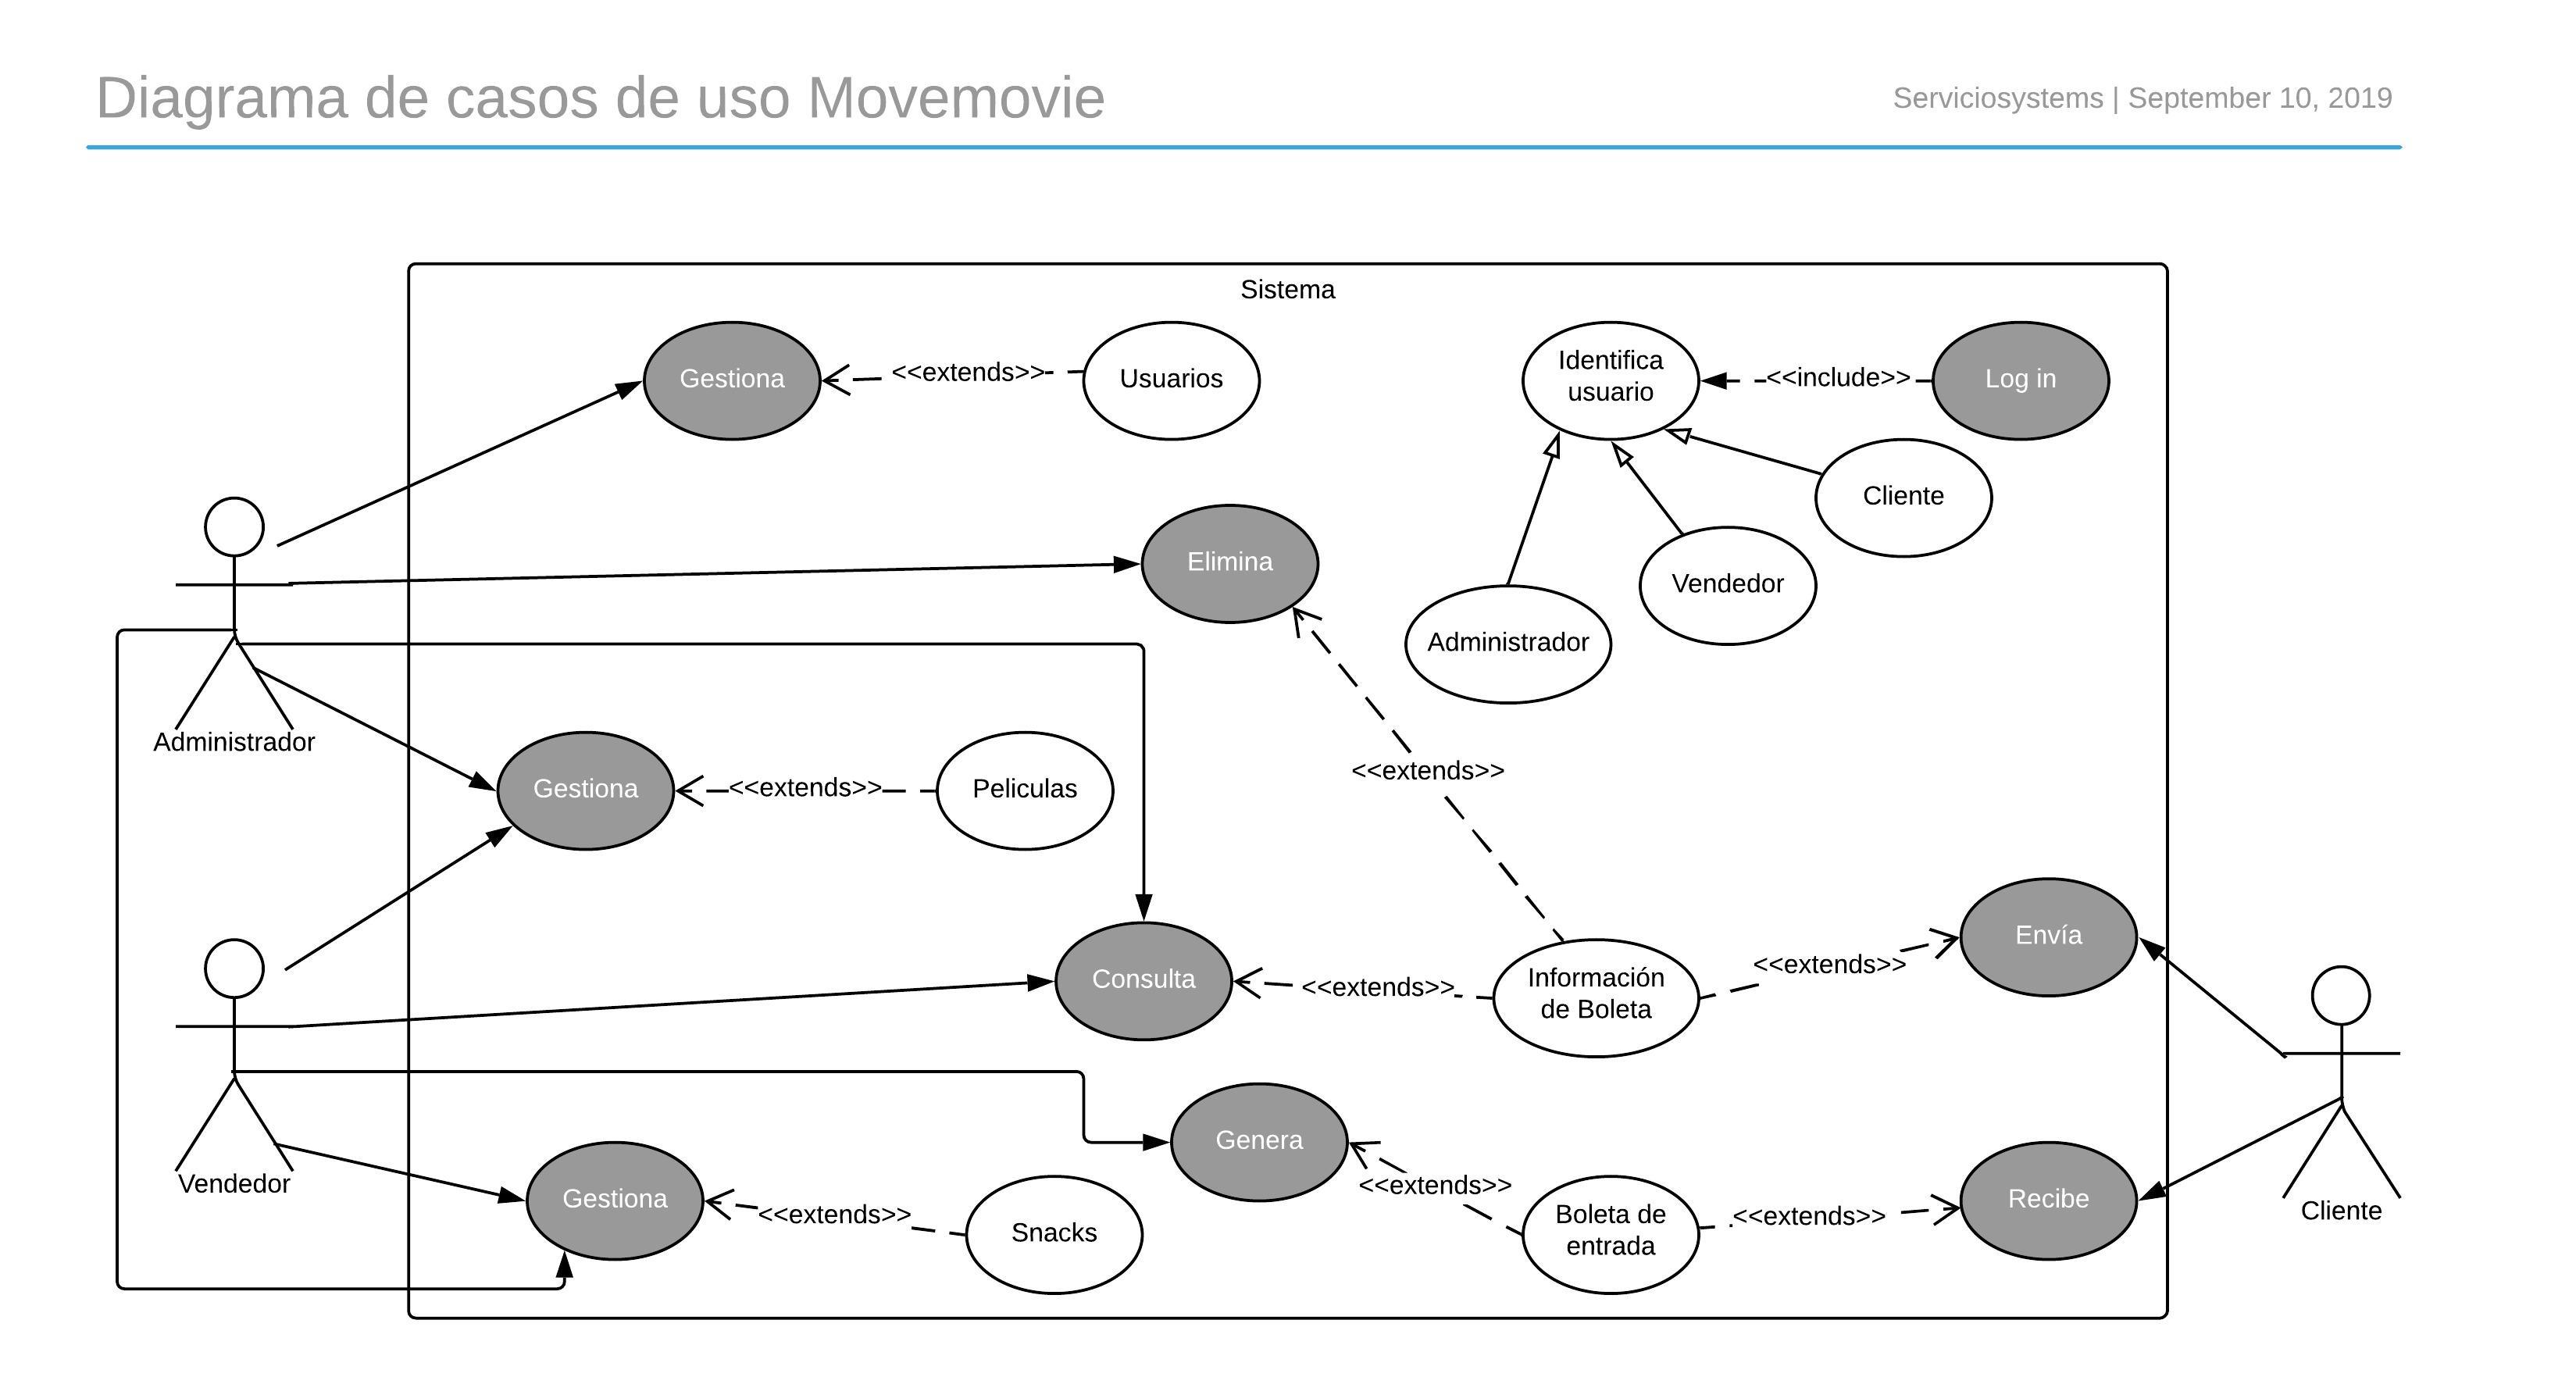 Diagrama de casos de uso Movemovie
Serviciosystems | September 10, 2019
Sistema
Gestiona
<<extends>>
Usuarios
Identifica
usuario
<<include>>
Log in
Cliente
Elimina
Vendedor
Administrador
Administrador
<<extends>>
Gestiona
<<extends>>
Peliculas
Envía
Consulta
<<extends>>
Información
de Boleta
<<extends>>
Genera
Vendedor
Gestiona
<<extends>>
Snacks
<<extends>>
Boleta de
entrada
<<extends>>
Recibe
Cliente